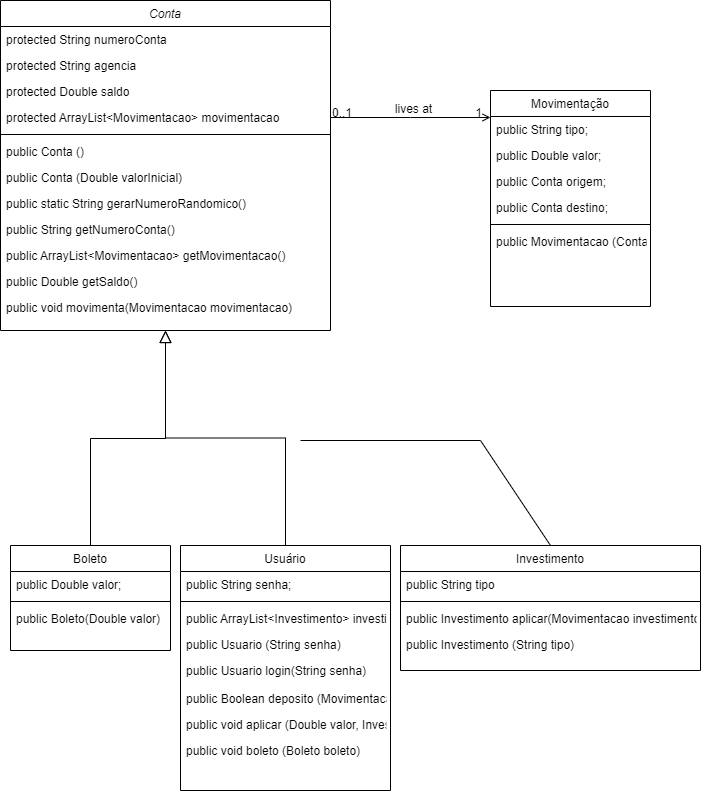 Conta
protected String numeroConta
protected String agencia
protected Double saldo
protected ArrayList<Movimentacao> movimentacao
public Conta ()
public Conta (Double valorInicial)
public static String gerarNumeroRandomico()
public String getNumeroConta()
public ArrayList<Movimentacao> getMovimentacao()
public Double getSaldo()
public void movimenta(Movimentacao movimentacao)
0..1
lives at
1
Movimentação
public String tipo;
public Double valor;
public Conta origem;
public Conta destino;
public Movimentacao (Conta
Boleto
public Double valor;
public Boleto(Double valor)
Usuário
public String senha;
public ArrayList<Investimento> investi
public Usuario (String senha)
public Usuario login(String senha)
public Boolean deposito (Movimentac
public void aplicar (Double valor, Inves
public void boleto (Boleto boleto)
Investimento
public String tipo
public Investimento aplicar(Movimentacao investimento
public Investimento (String tipo)